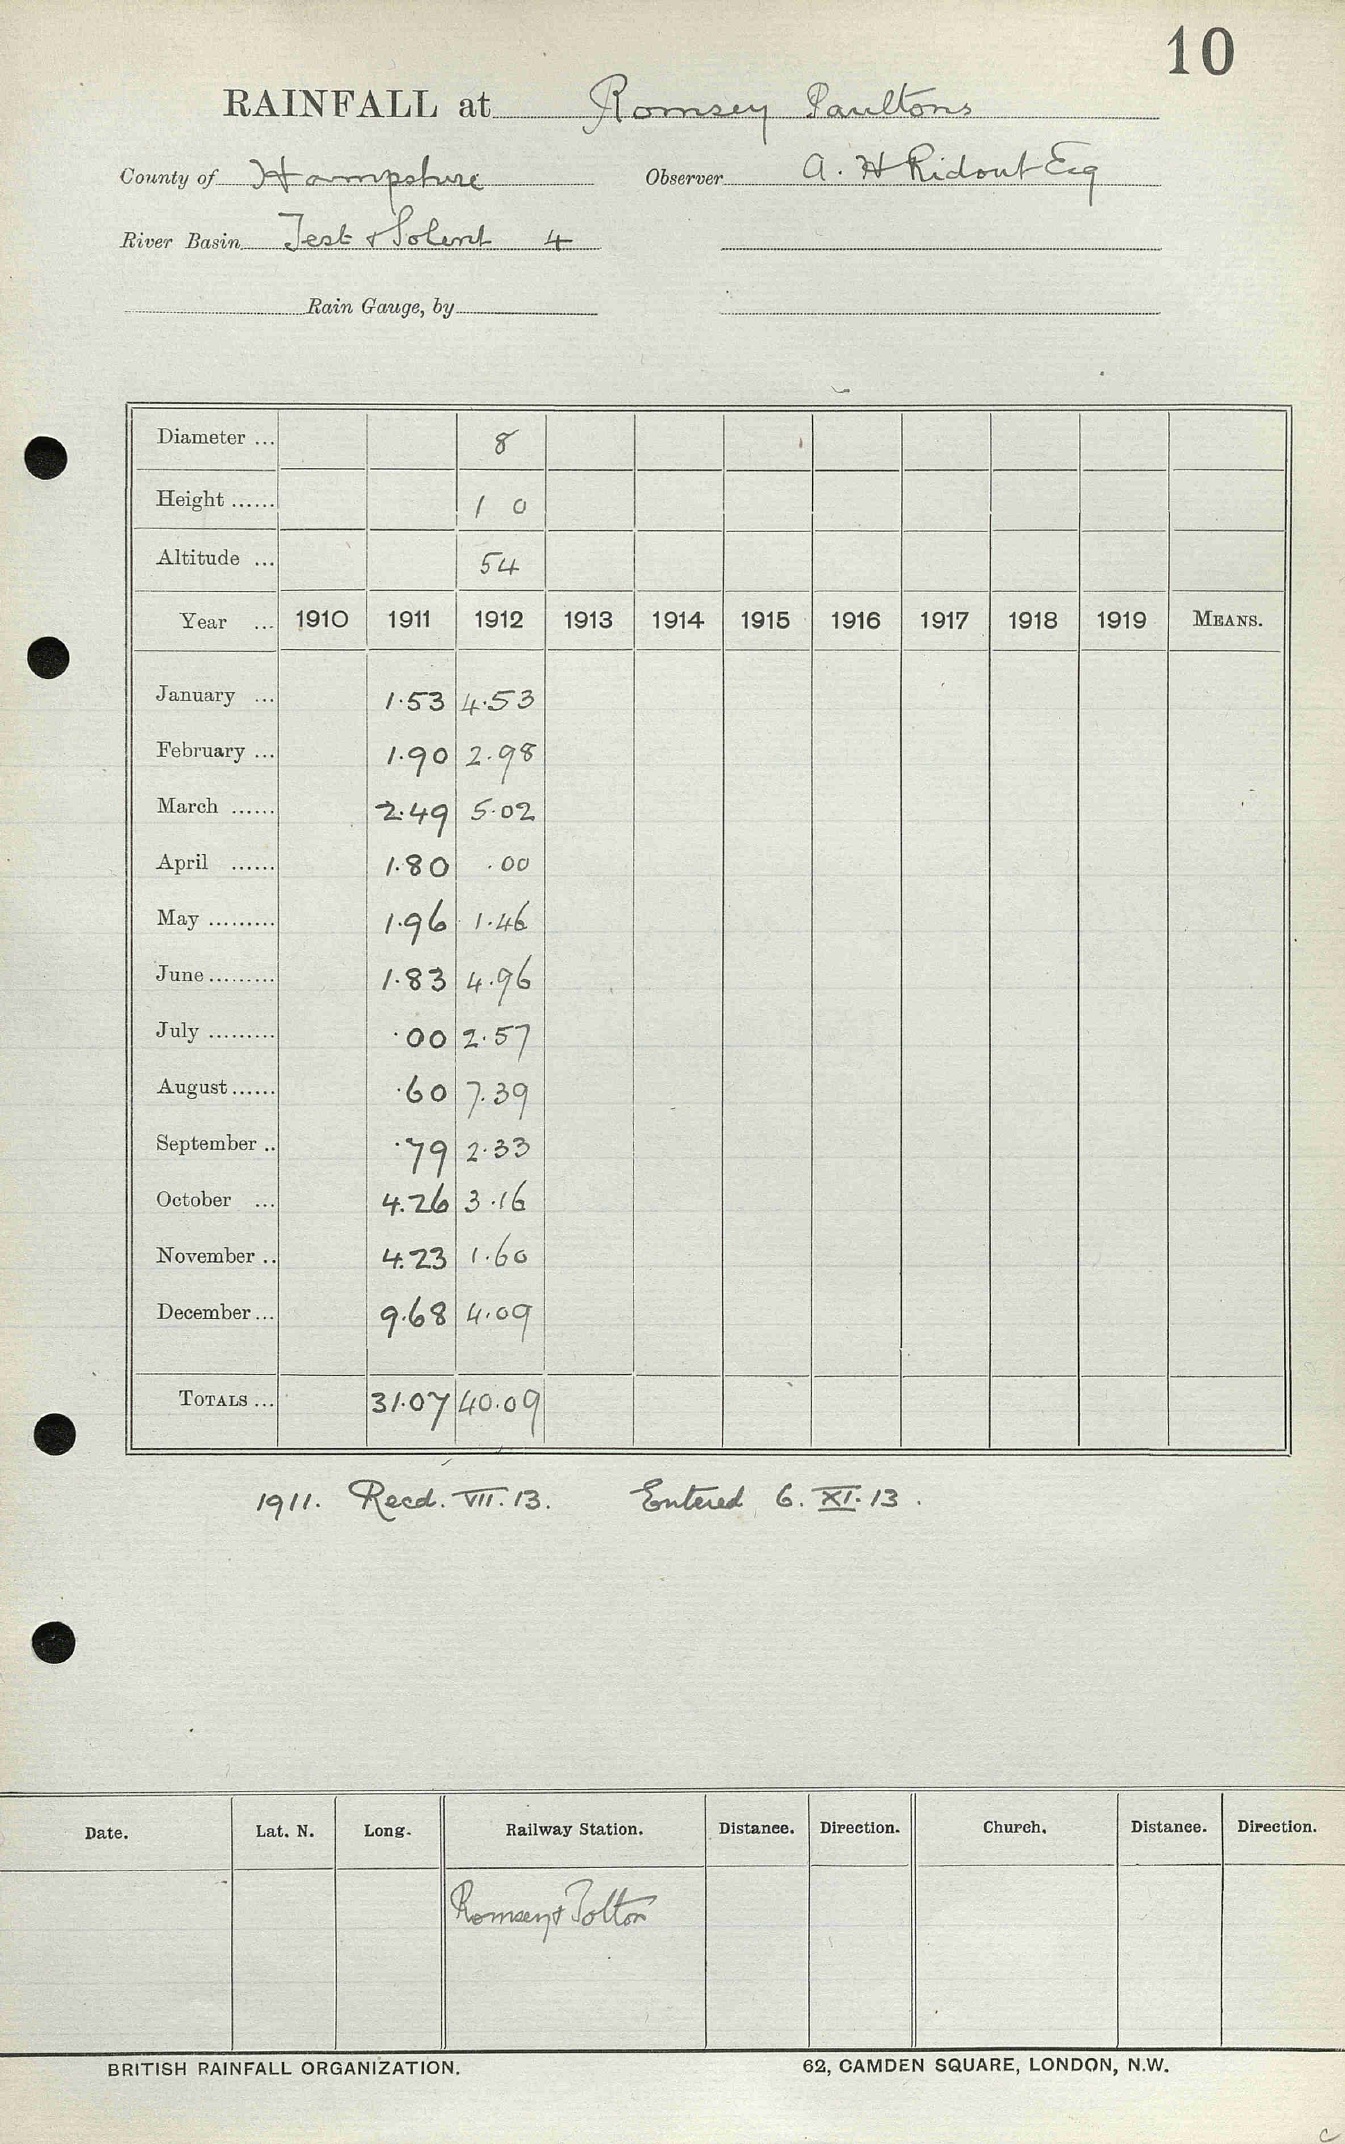 10
RAINFALL at Romsey Paultons
County of Hampshire Observer A. H Ridout Esq
River Basin Test & Solent 4
Rain Gauge, by
Diameter ... 8
Height ...... 1 0
Altitude ... 54
Year ... 1910 1911 1912 1913 1914 1915 1916 1917 1918 1919 MEANS.
January ... 1.53 4.53
February ... 1.90 2.98
March ...... 2.49 5.02
April ...... 1.80 .00
May ......... 1.96 1.46
June ......... 1.83 4.96
July ......... .00 2.57
August ...... .60 7.39
September .. .79 2.33
October ... 4.26 3.16
November .. 4.23 1.60
December ... 9.68 4.09
TOTALS ... 31.07 40.09
1911. Recd. VII. 13. Entered 6. XI. 13.
Date. Lat. N. Long. Railway Station. Distance. Direction. Church. Distance. Direction.
Romsey & Totton
BRITISH RAINFALL ORGANIZATION. 62, CAMDEN SQUARE, LONDON, N.W.
c